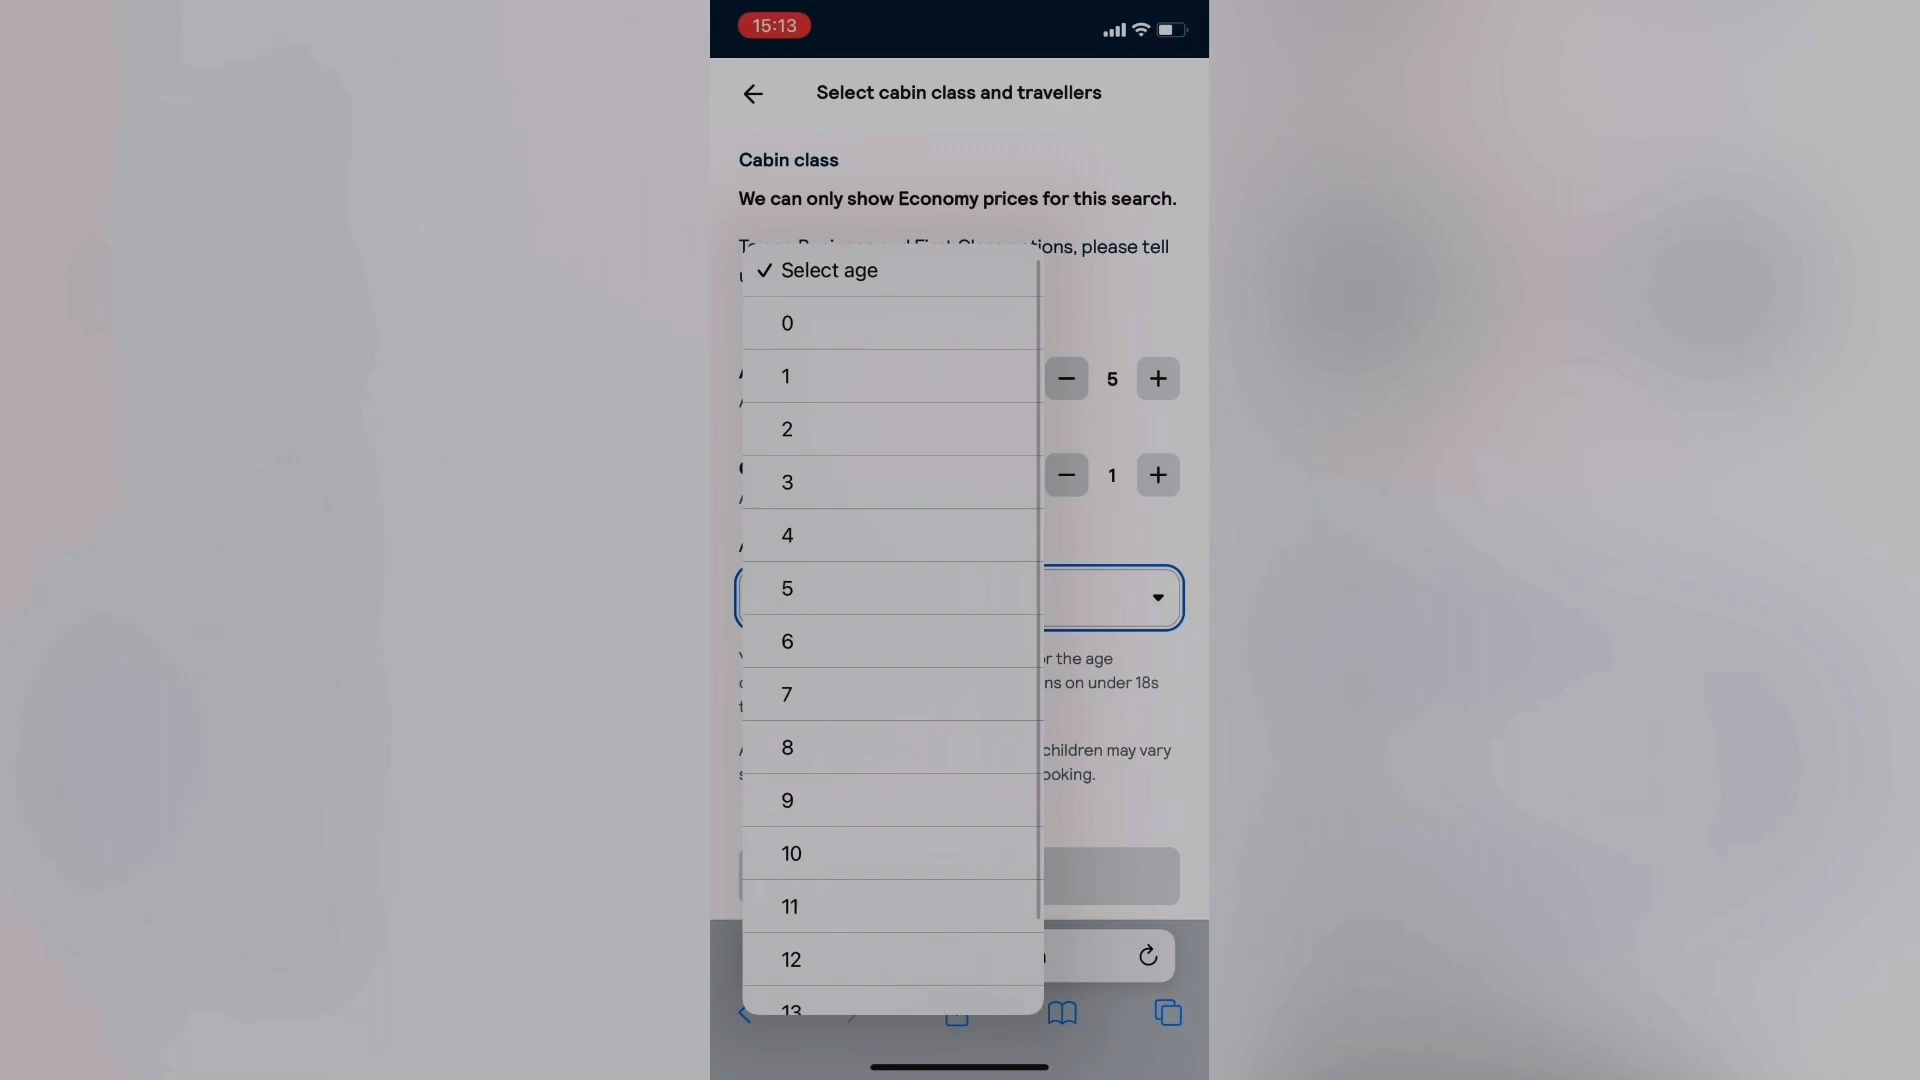 15:13
Select cabin class and travellers
Cabin class
We can only show Economy prices for this search.
tions, please tell
✓ Select age
0
1
5
2
3
1
4
5
6
r the age
ns on under 18s
7
8
children may vary
ooking.
9
10
11
12
13